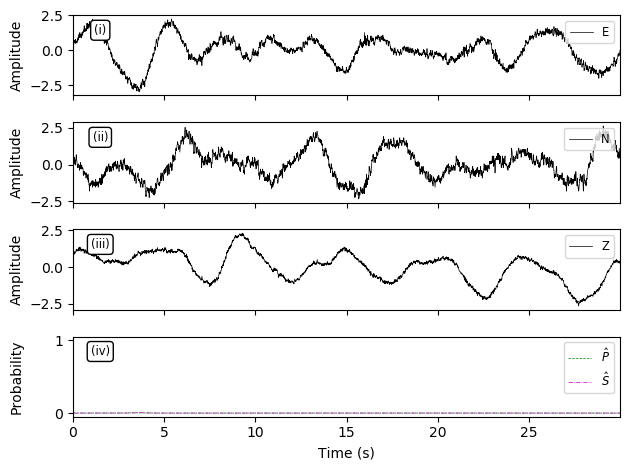 Amplitude
2.5
0.0
−2.5
(i)
E
Amplitude
2.5
0.0
−2.5
(ii)
N
Amplitude
2.5
0.0
−2.5
(iii)
Z
Probability
1
0
(iv)
P̂
Ŝ
0 5 10 15 20 25
Time (s)